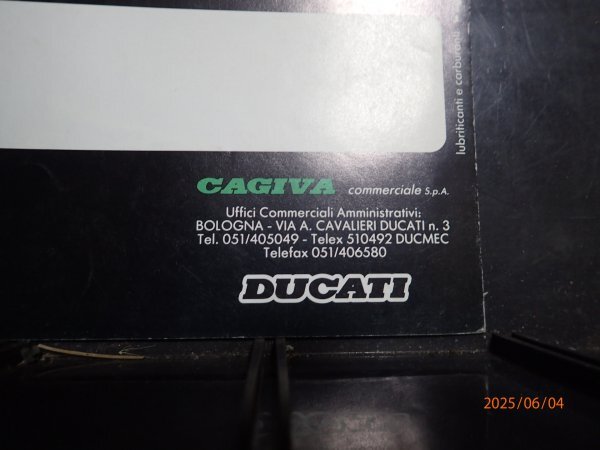 lubriticanti e carburanti
CAGIVA commerciale S.p.A.
Uffici Commerciali Amministrativi:
BOLOGNA - VIA A. CAVALIERI DUCATI n. 3
Tel. 051/405049 - Telex 510492 DUCMEC
Telefax 051/406580
DUCATI
2025/06/04